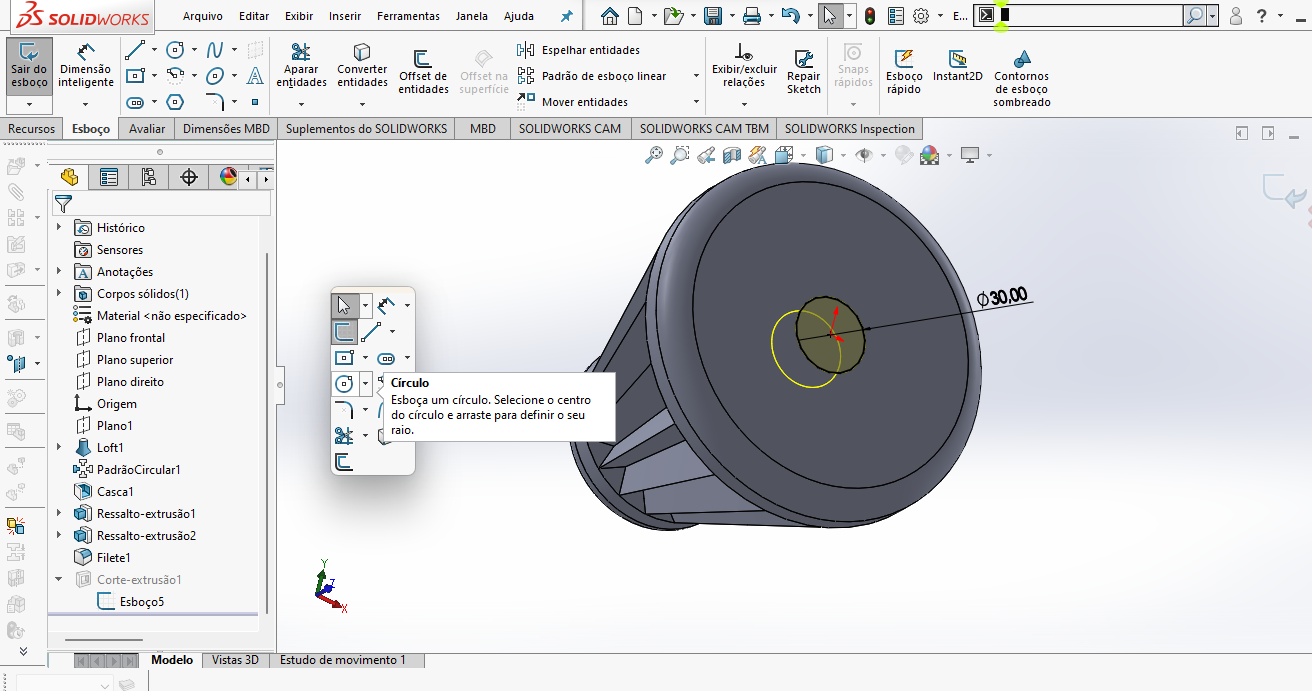 SOLIDWORKS
Arquivo Editar Exibir Inserir Ferramentas Janela Ajuda E... ?
Sair do esboço
Dimensão inteligente
Aparar entidades
Converter entidades
Offset de entidades
Offset na superfície
Espelhar entidades
Padrão de esboço linear
Mover entidades
Exibir/excluir relações
Repair Sketch
Snaps rápidos
Esboço rápido
Instant2D
Contornos de esboço sombreado
Recursos Esboço Avaliar Dimensões MBD Suplementos do SOLIDWORKS MBD SOLIDWORKS CAM SOLIDWORKS CAM TBM SOLIDWORKS Inspection
Histórico
Sensores
Anotações
Corpos sólidos(1)
Material <não especificado>
Plano frontal
Plano superior
Plano direito
Origem
Plano1
Loft1
PadrãoCircular1
Casca1
Ressalto-extrusão1
Ressalto-extrusão2
Filete1
Corte-extrusão1
Esboço5
Círculo
Esboça um círculo. Selecione o centro
do círculo e arraste para definir o seu
raio.
∅30,00
Y
Z
X
Modelo Vistas 3D Estudo de movimento 1